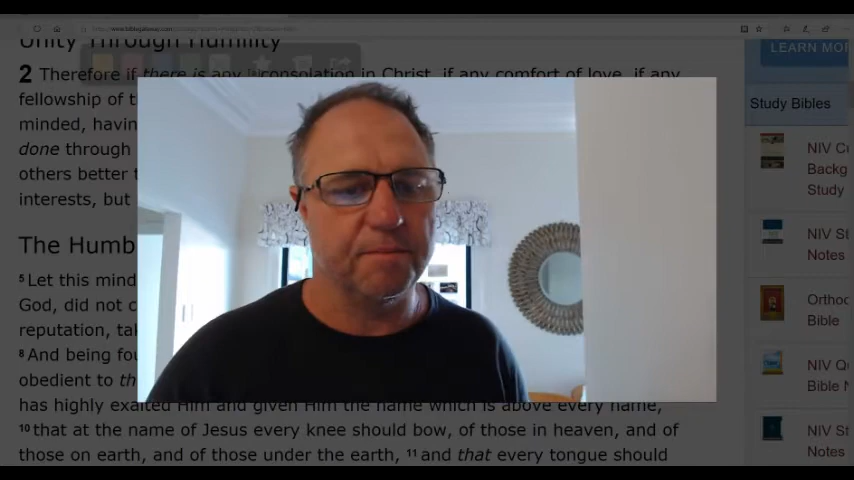 Unity Through Humility
2 Therefore if there is any consolation in Christ, if any comfort of love, if any
fellowship of t
minded, havin
done through
others better t
interests, but
The Humb
5 Let this mind
God, did not c
reputation, tak
8 And being fou
obedient to th
has highly exalted Him and given Him the name which is above every name,
10 that at the name of Jesus every knee should bow, of those in heaven, and of
those on earth, and of those under the earth, 11 and that every tongue should
LEARN MOR
Study Bibles
NIV Cu
Backg
Study
NIV St
Notes
Orthod
Bible
NIV Qu
Bible N
NIV St
Notes